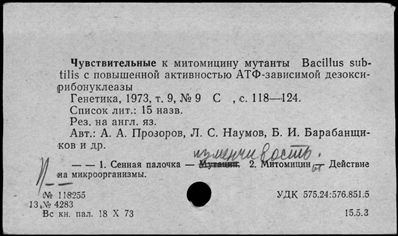 Чувствительные к митомицину мутанты Bacillus sub-
tilis с повышенной активностью АТФ-зависимой дезокси-
рибонуклеазы
Генетика, 1973, т. 9, № 9 С , с. 118—124.
Список лит.: 15 назв.
Рез. на англ. яз.
Авт.: А. А. Прозоров, Л. С. Наумов, Б. И. Барабанщи-
ков и др.
изменчивость.
— — 1. Сенная палочка — Мутации. 2. Митомицин — Действие
на микроорганизмы.
№ 118255
УДК 575.24:576.851.5
13, № 4283
Вс кн. пал. 18 X 73
15.5.3